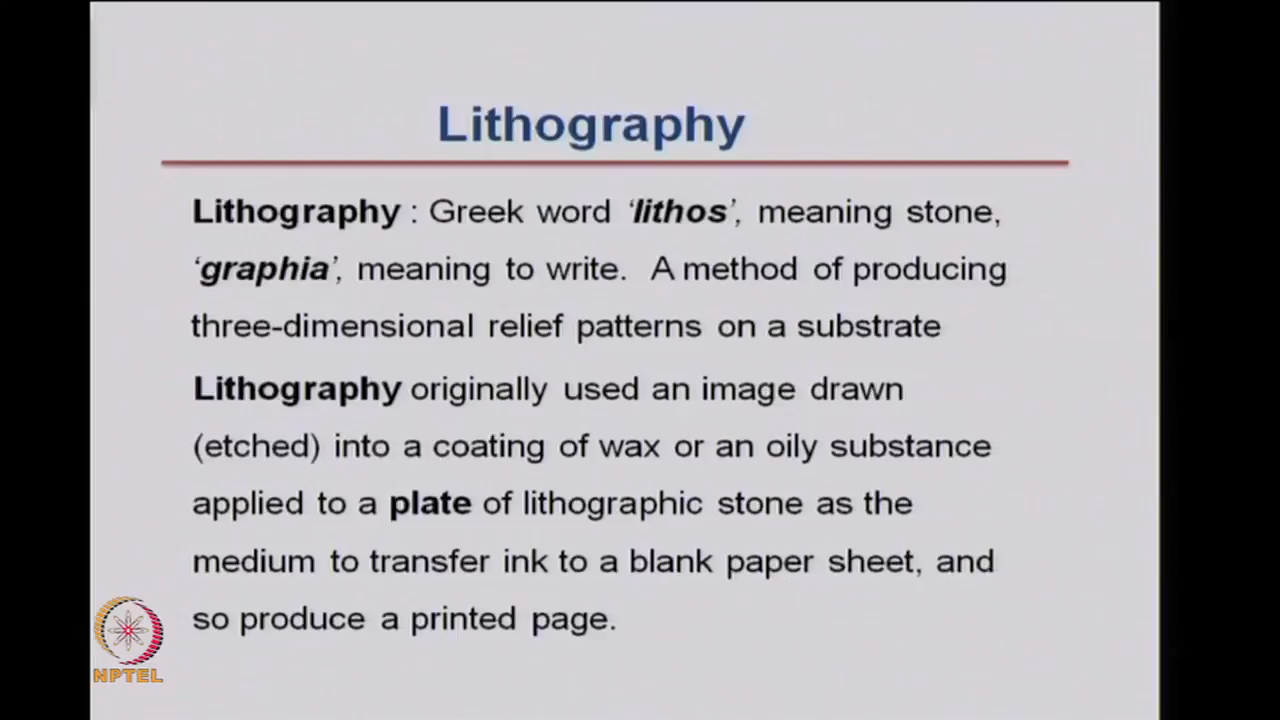 Lithography
Lithography : Greek word ‘lithos’, meaning stone,
‘graphia’, meaning to write. A method of producing
three-dimensional relief patterns on a substrate
Lithography originally used an image drawn
(etched) into a coating of wax or an oily substance
applied to a plate of lithographic stone as the
medium to transfer ink to a blank paper sheet, and
so produce a printed page.
NPTEL